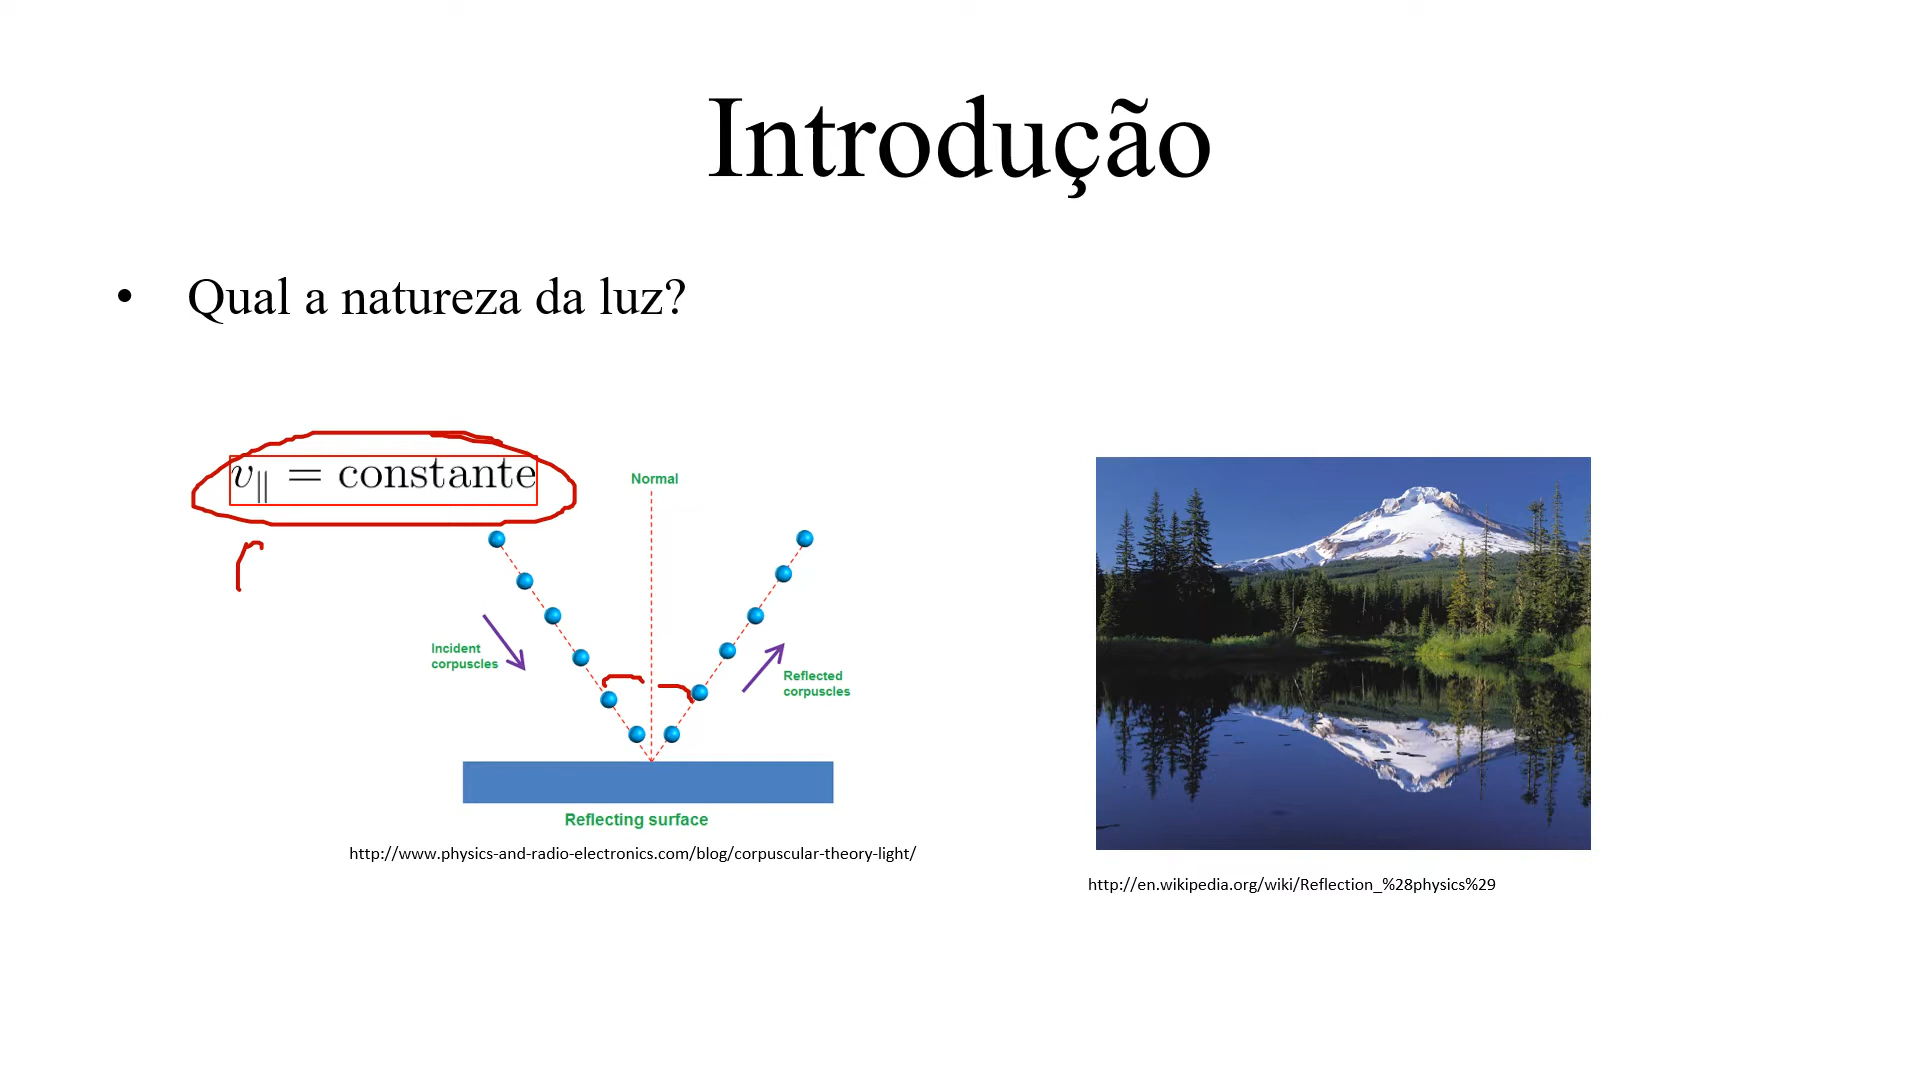 Introdução
• Qual a natureza da luz?
v∥ = constante
Normal
Incident
corpuscles
Reflected
corpuscles
Reflecting surface
http://www.physics-and-radio-electronics.com/blog/corpuscular-theory-light/
http://en.wikipedia.org/wiki/Reflection_%28physics%29